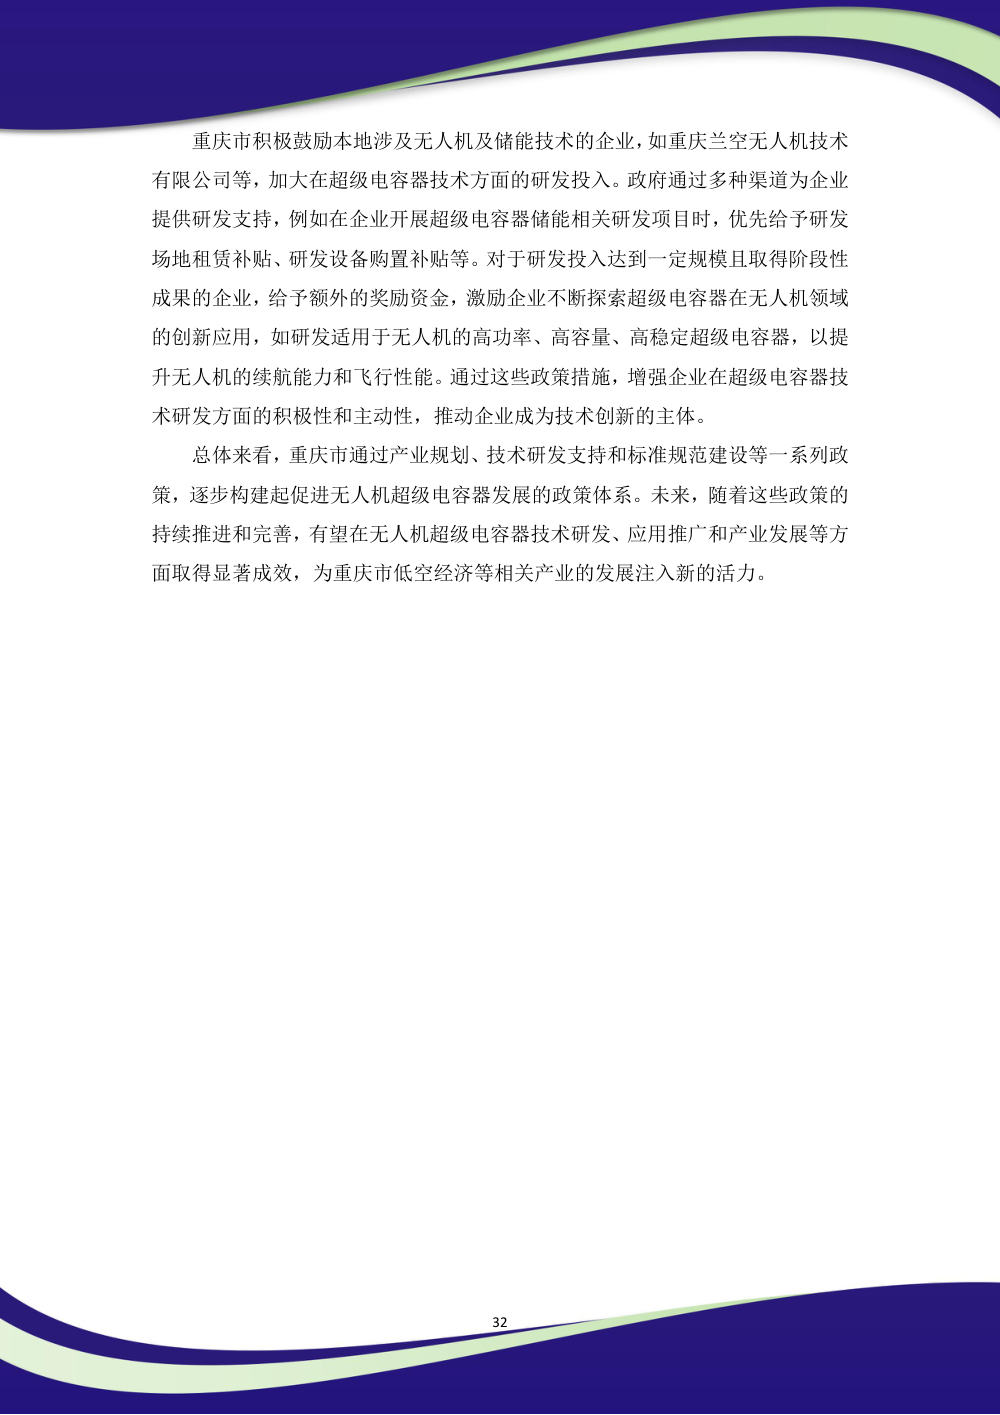 重庆市积极鼓励本地涉及无人机及储能技术的企业，如重庆兰空无人机技术
有限公司等，加大在超级电容器技术方面的研发投入。政府通过多种渠道为企业
提供研发支持，例如在企业开展超级电容器储能相关研发项目时，优先给予研发
场地租赁补贴、研发设备购置补贴等。对于研发投入达到一定规模且取得阶段性
成果的企业，给予额外的奖励资金，激励企业不断探索超级电容器在无人机领域
的创新应用，如研发适用于无人机的高功率、高容量、高稳定超级电容器，以提
升无人机的续航能力和飞行性能。通过这些政策措施，增强企业在超级电容器技
术研发方面的积极性和主动性，推动企业成为技术创新的主体。
总体来看，重庆市通过产业规划、技术研发支持和标准规范建设等一系列政
策，逐步构建起促进无人机超级电容器发展的政策体系。未来，随着这些政策的
持续推进和完善，有望在无人机超级电容器技术研发、应用推广和产业发展等方
面取得显著成效，为重庆市低空经济等相关产业的发展注入新的活力。
32